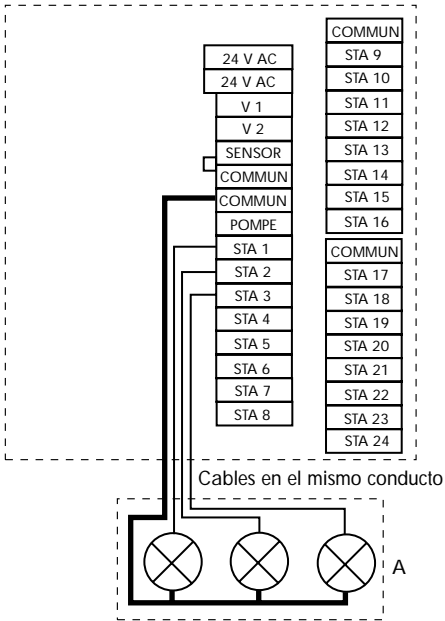 24 V AC
24 V AC
V 1
V 2
SENSOR
COMMUN
COMMUN
POMPE
STA 1
STA 2
STA 3
STA 4
STA 5
STA 6
STA 7
STA 8
COMMUN
STA 9
STA 10
STA 11
STA 12
STA 13
STA 14
STA 15
STA 16
COMMUN
STA 17
STA 18
STA 19
STA 20
STA 21
STA 22
STA 23
STA 24
Cables en el mismo conducto
A